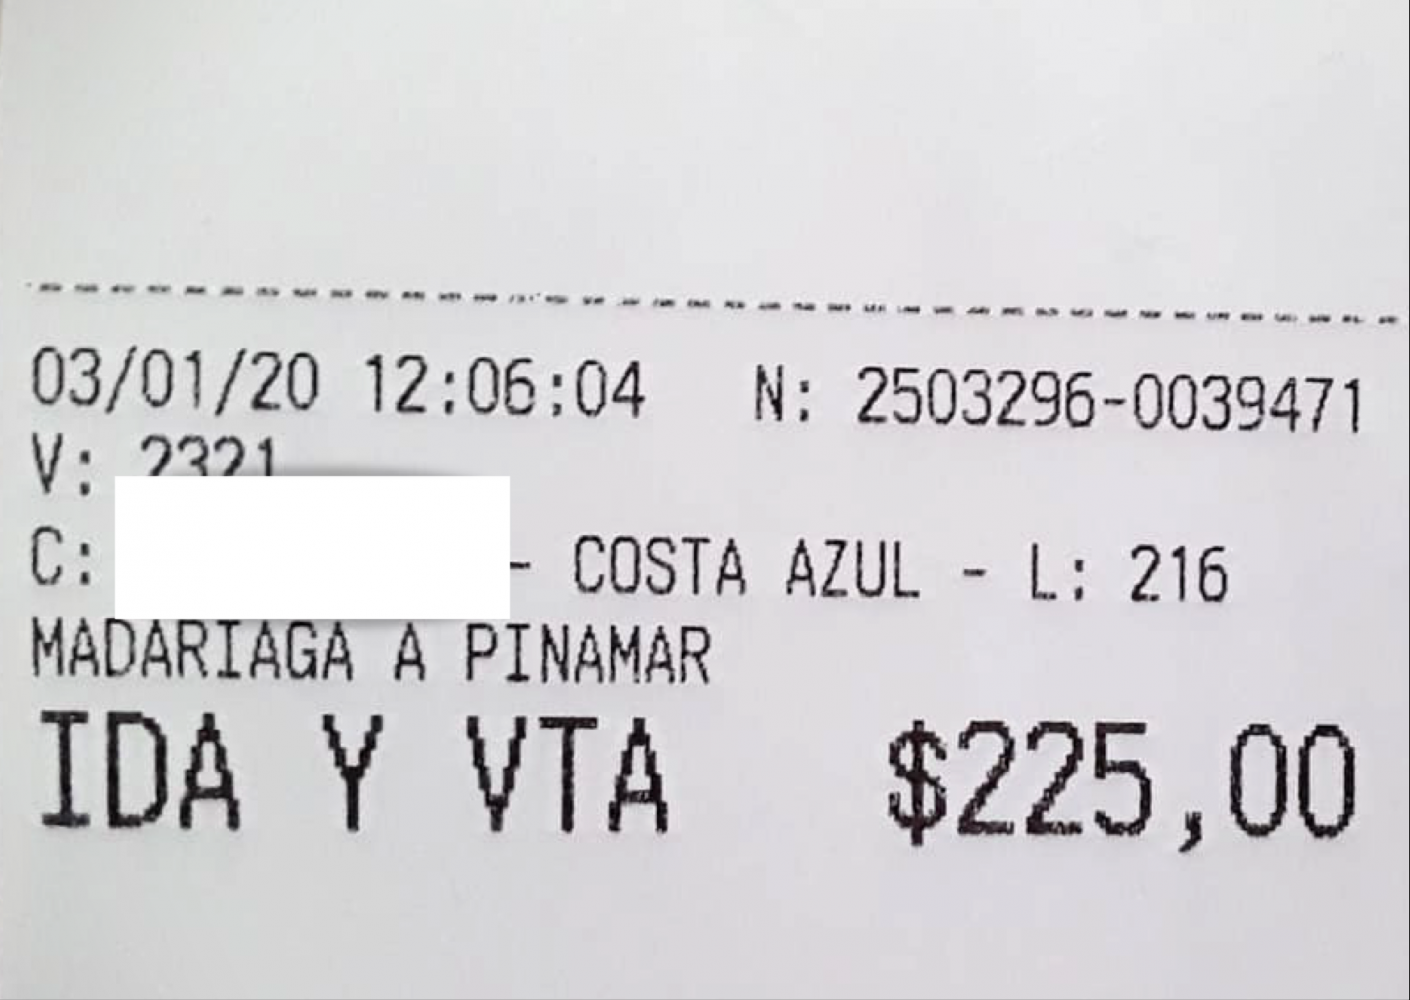 03/01/20 12:06:04 N: 2503296-0039471
V: 2321
C: - COSTA AZUL - L: 216
MADARIAGA A PINAMAR
IDA Y VTA $225,00